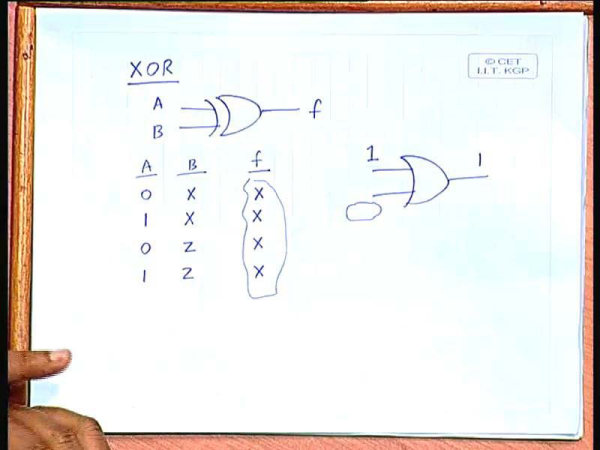 XOR
© CET
I.I.T. KGP
A
B
f
1
1
A B f
0 X X
1 X X
0 Z X
1 Z X